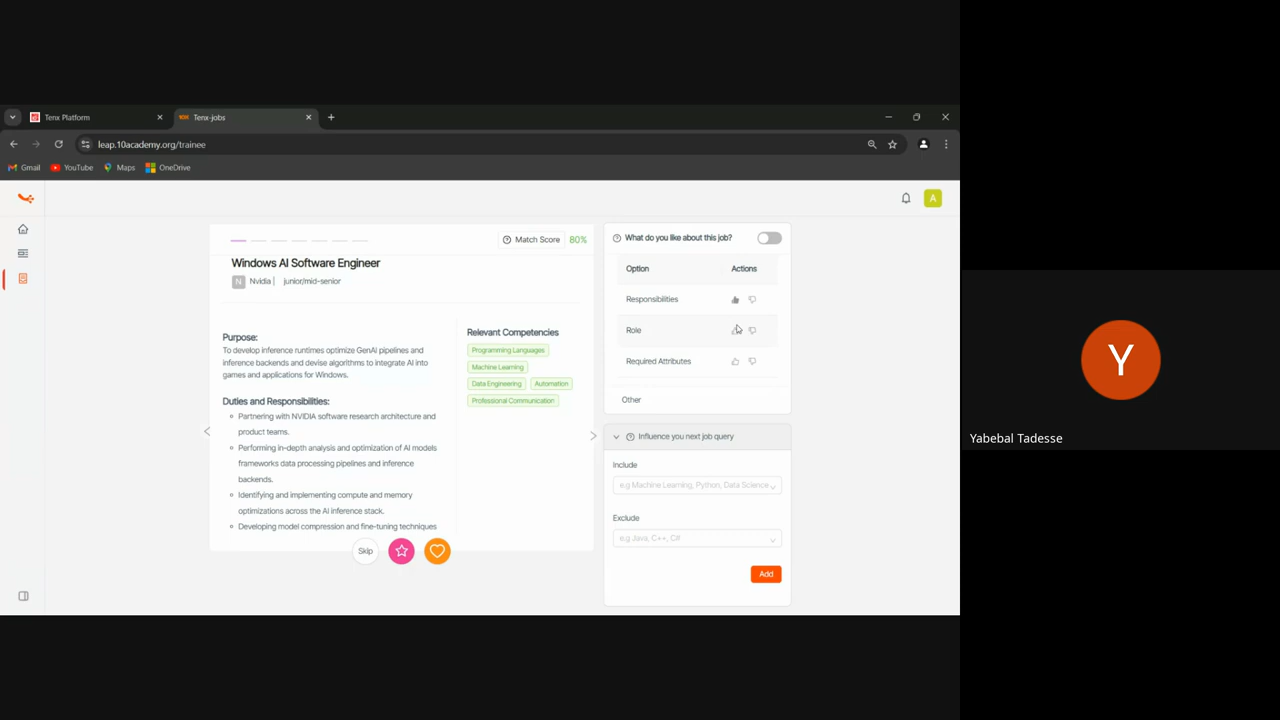 Tenx Platform
Tenx-jobs
leap.10academy.org/trainee
Gmail
YouTube
Maps
OneDrive
A
Match Score
80%
Windows AI Software Engineer
N
Nvidia |
junior/mid-senior
Purpose:
To develop inference runtimes optimize GenAI pipelines and
inference backends and devise algorithms to integrate AI into
games and applications for Windows.
Duties and Responsibilities:
Partnering with NVIDIA software research architecture and
product teams.
Performing in-depth analysis and optimization of AI models
frameworks data processing pipelines and inference
backends.
Identifying and implementing compute and memory
optimizations across the AI inference stack.
Developing model compression and fine-tuning techniques
Relevant Competencies
Programming Languages
Machine Learning
Data Engineering
Automation
Professional Communication
Skip
What do you like about this job?
Option
Actions
Responsibilities
Role
Required Attributes
Other
Influence you next job query
Include
e.g Machine Learning, Python, Data Science
Exclude
e.g Java, C++, C#
Add
Y
Yabebal Tadesse